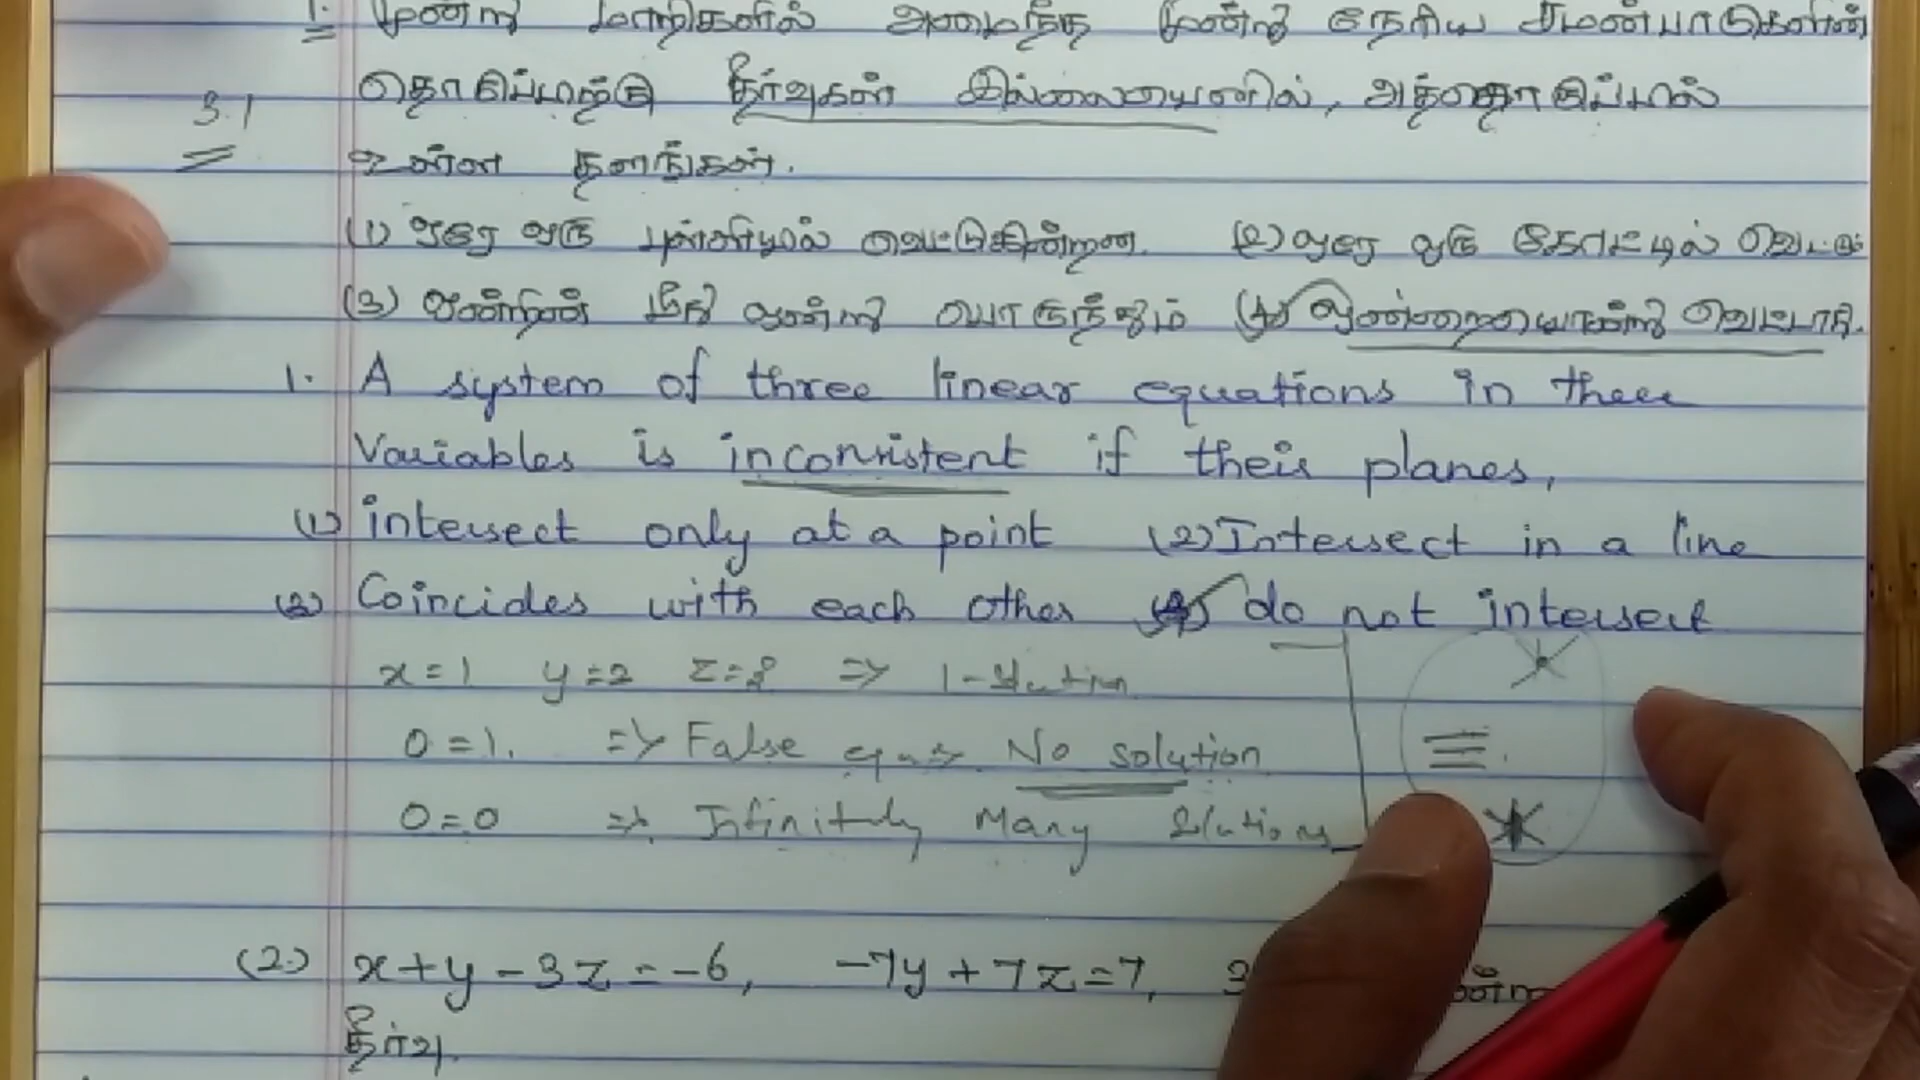 1. மூன்று மாறிகளில் அமைந்த மூன்று நேரிய சமன்பாடுகளின்
3.1 தொகுப்பிற்கு தீர்வுகள் இல்லையெனில், அத்தொகுப்பில்
உள்ள தளங்கள்.
(1) ஒரே ஒரு புள்ளியில் வெட்டுகின்றன. (2) ஒரே ஒரு கோட்டில் வெட்டும்
(3) ஒன்றின் மீது ஒன்று பொருந்தும் (4) ஒன்றையொன்று வெட்டாது.
1. A system of three linear equations in three
Variables is inconsistent if their planes,
(1) intersect only at a point (2) Intersect in a line
(3) Coincides with each other (4) do not intersect
x=1 y=2 z=3 => 1-Solution
0=1. => False No solution
0=0 => Infinitely Many Solutions
(2.) x+y-3z=-6, -7y+7z=7, 3
தீர்வு.